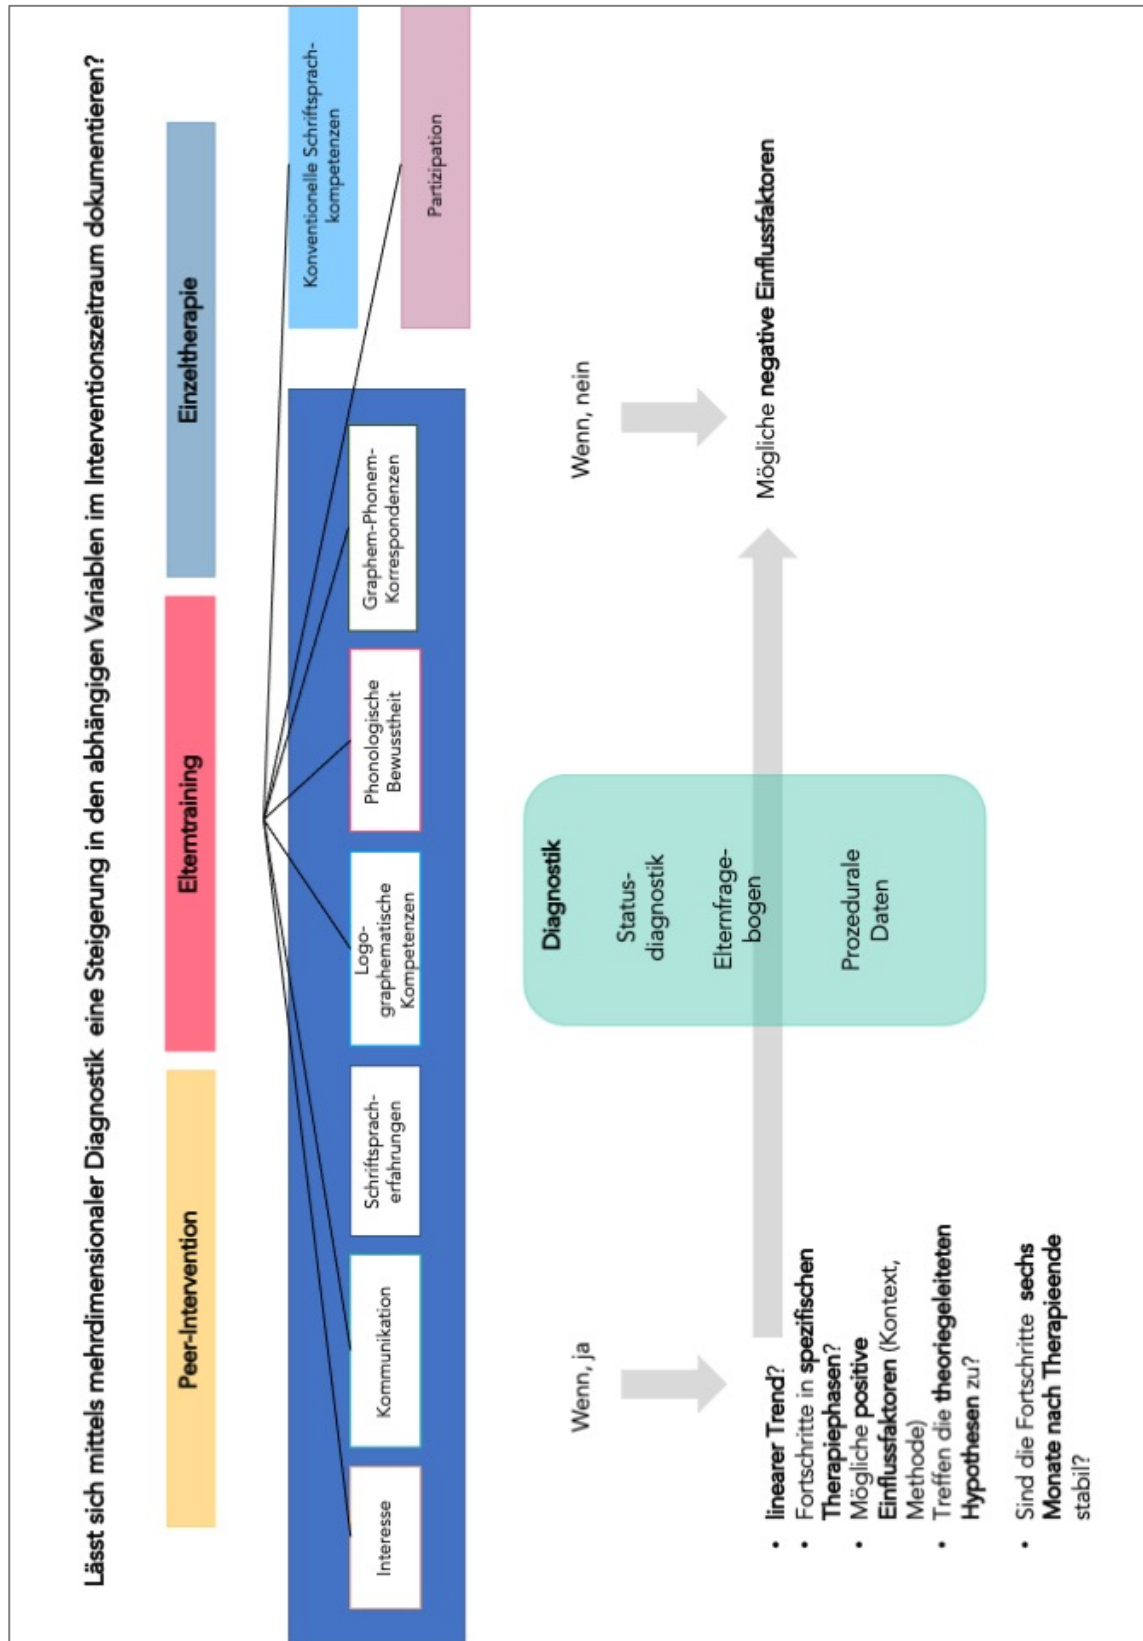 Lässt sich mittels mehrdimensionaler Diagnostik eine Steigerung in den abhängigen Variablen im Interventionszeitraum dokumentieren?
Peer-Intervention
Elterntraining
Einzeltherapie
Interesse
Kommunikation
Schriftsprach-
erfahrungen
Logo-
graphematische
Kompetenzen
Phonologische
Bewusstheit
Graphem-Phonem-
Korrespondenzen
Konventionelle Schriftsprach-
kompetenzen
Partizipation
Wenn, ja
• linearer Trend?
• Fortschritte in spezifischen
Therapiephasen?
• Mögliche positive
Einflussfaktoren (Kontext,
Methode)
• Treffen die theoriegeleiteten
Hypothesen zu?
• Sind die Fortschritte sechs
Monate nach Therapieende
stabil?
Diagnostik
Status-
diagnostik
Elternfrage-
bogen
Prozedurale
Daten
Wenn, nein
Mögliche negative Einflussfaktoren